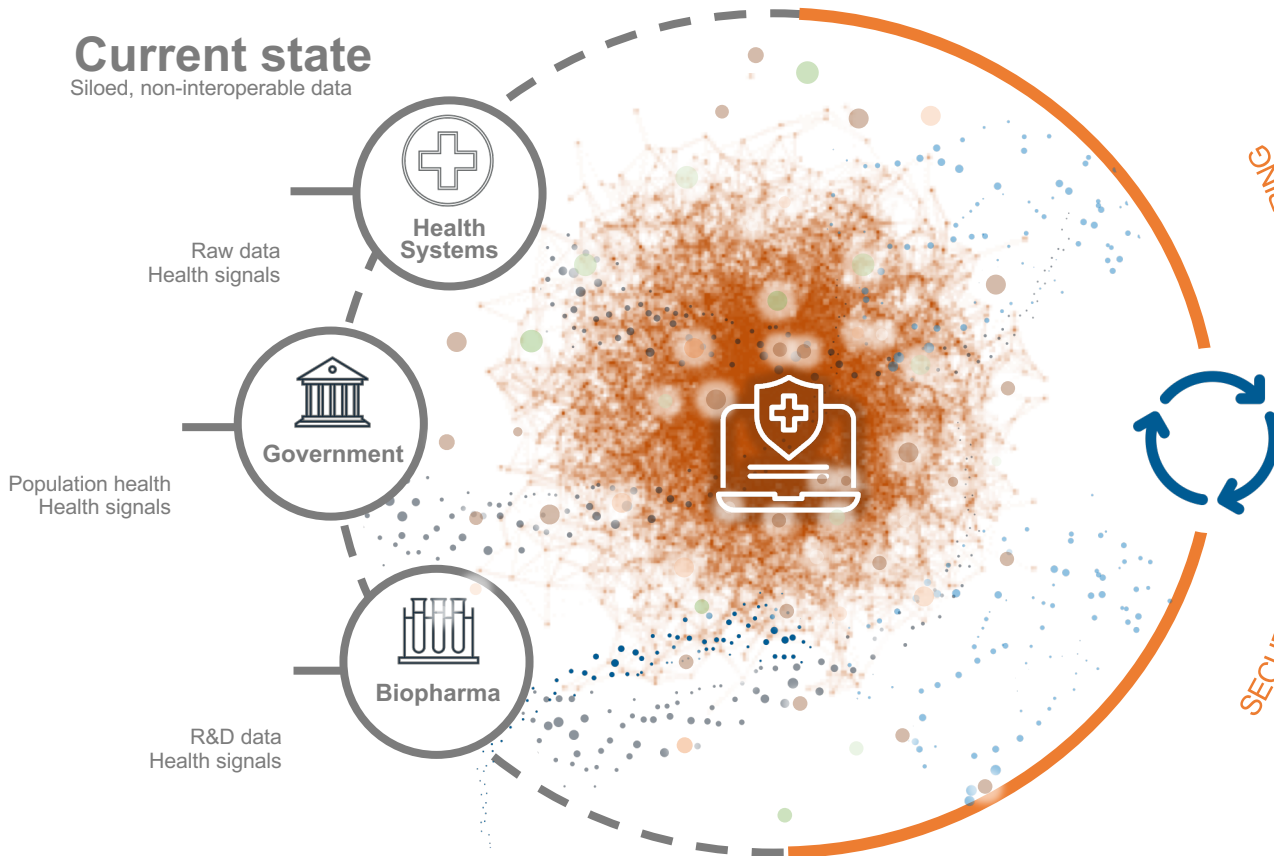 Current state
Siloed, non-interoperable data
Health
Systems
Raw data
Health signals
Government
Population health
Health signals
Biopharma
R&D data
Health signals